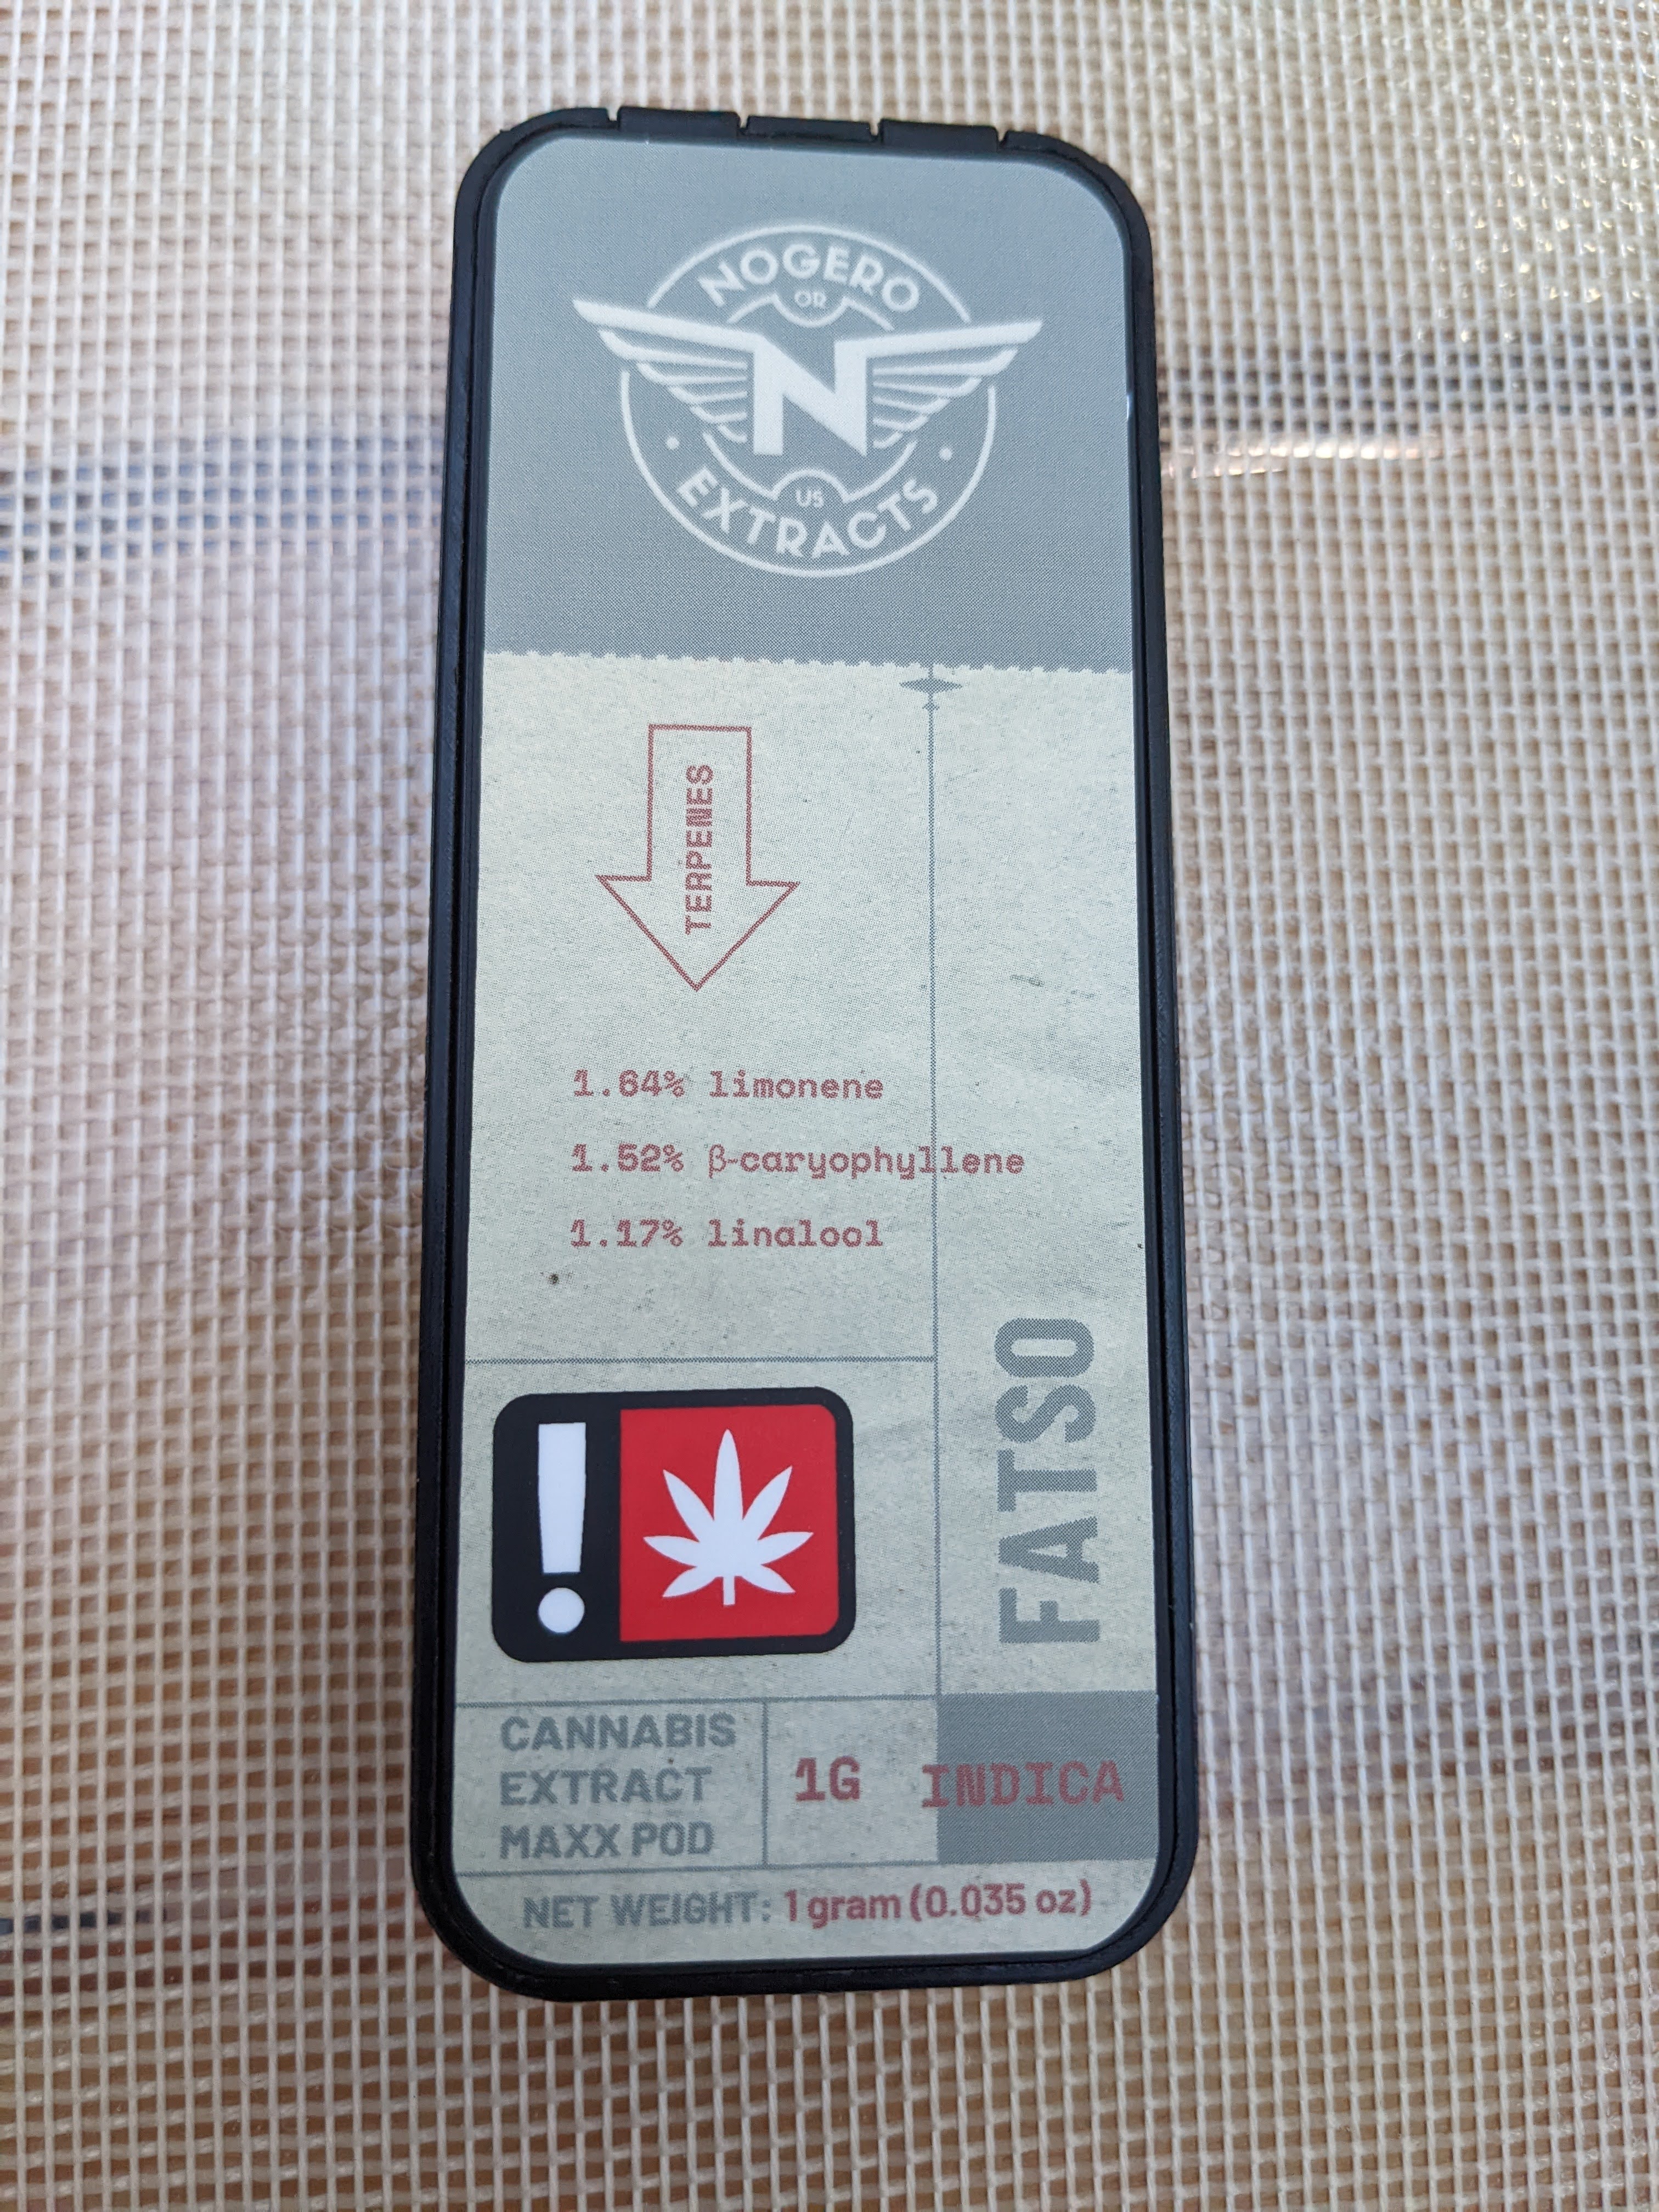 NOGERO
OR
N
US
EXTRACTS
TERPENES
1.64% limonene
1.52% β-caryophyllene
1.17% linalool
FATSO
!
CANNABIS
EXTRACT
MAXX POD
1G
INDICA
NET WEIGHT: 1 gram (0.035 oz)